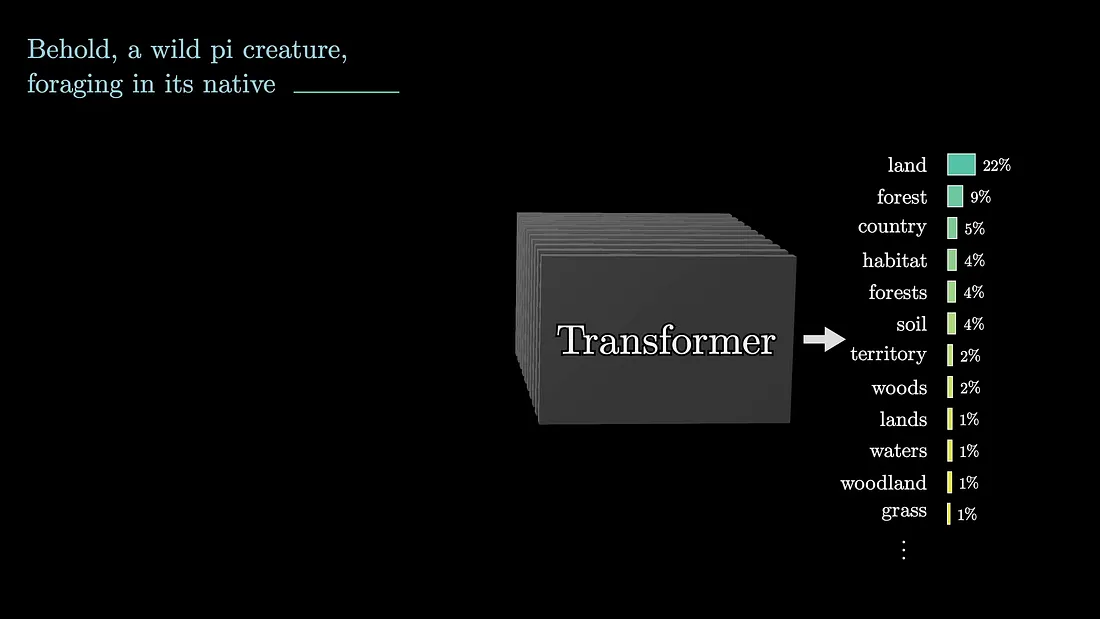 Behold, a wild pi creature,
foraging in its native ________
Transformer
land 22%
forest 9%
country 5%
habitat 4%
forests 4%
soil 4%
territory 2%
woods 2%
lands 1%
waters 1%
woodland 1%
grass 1%
⋮